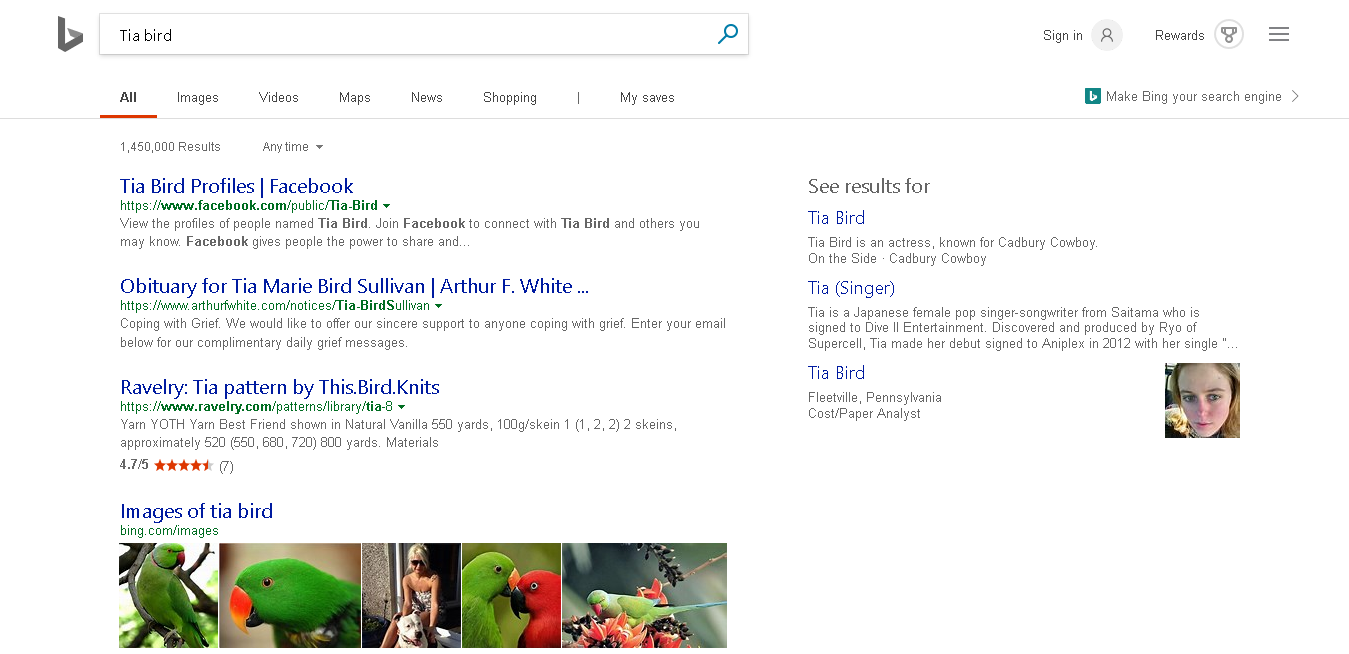 Tia bird
Sign in
Rewards
All
Images
Videos
Maps
News
Shopping
|
My saves
Make Bing your search engine
1,450,000 Results
Any time
Tia Bird Profiles | Facebook
https://www.facebook.com/public/Tia-Bird
View the profiles of people named Tia Bird. Join Facebook to connect with Tia Bird and others you
may know. Facebook gives people the power to share and...
Obituary for Tia Marie Bird Sullivan | Arthur F. White ...
https://www.arthurfwhite.com/notices/Tia-BirdSullivan
Coping with Grief. We would like to offer our sincere support to anyone coping with grief. Enter your email
below for our complimentary daily grief messages.
Ravelry: Tia pattern by This.Bird.Knits
https://www.ravelry.com/patterns/library/tia-8
Yarn YOTH Yarn Best Friend shown in Natural Vanilla 550 yards, 100g/skein 1 (1, 2, 2) 2 skeins,
approximately 520 (550, 680, 720) 800 yards. Materials
4.7/5 (7)
Images of tia bird
bing.com/images
See results for
Tia Bird
Tia Bird is an actress, known for Cadbury Cowboy.
On the Side · Cadbury Cowboy
Tia (Singer)
Tia is a Japanese female pop singer-songwriter from Saitama who is
signed to Dive II Entertainment. Discovered and produced by Ryo of
Supercell, Tia made her debut signed to Aniplex in 2012 with her single "...
Tia Bird
Fleetville, Pennsylvania
Cost/Paper Analyst